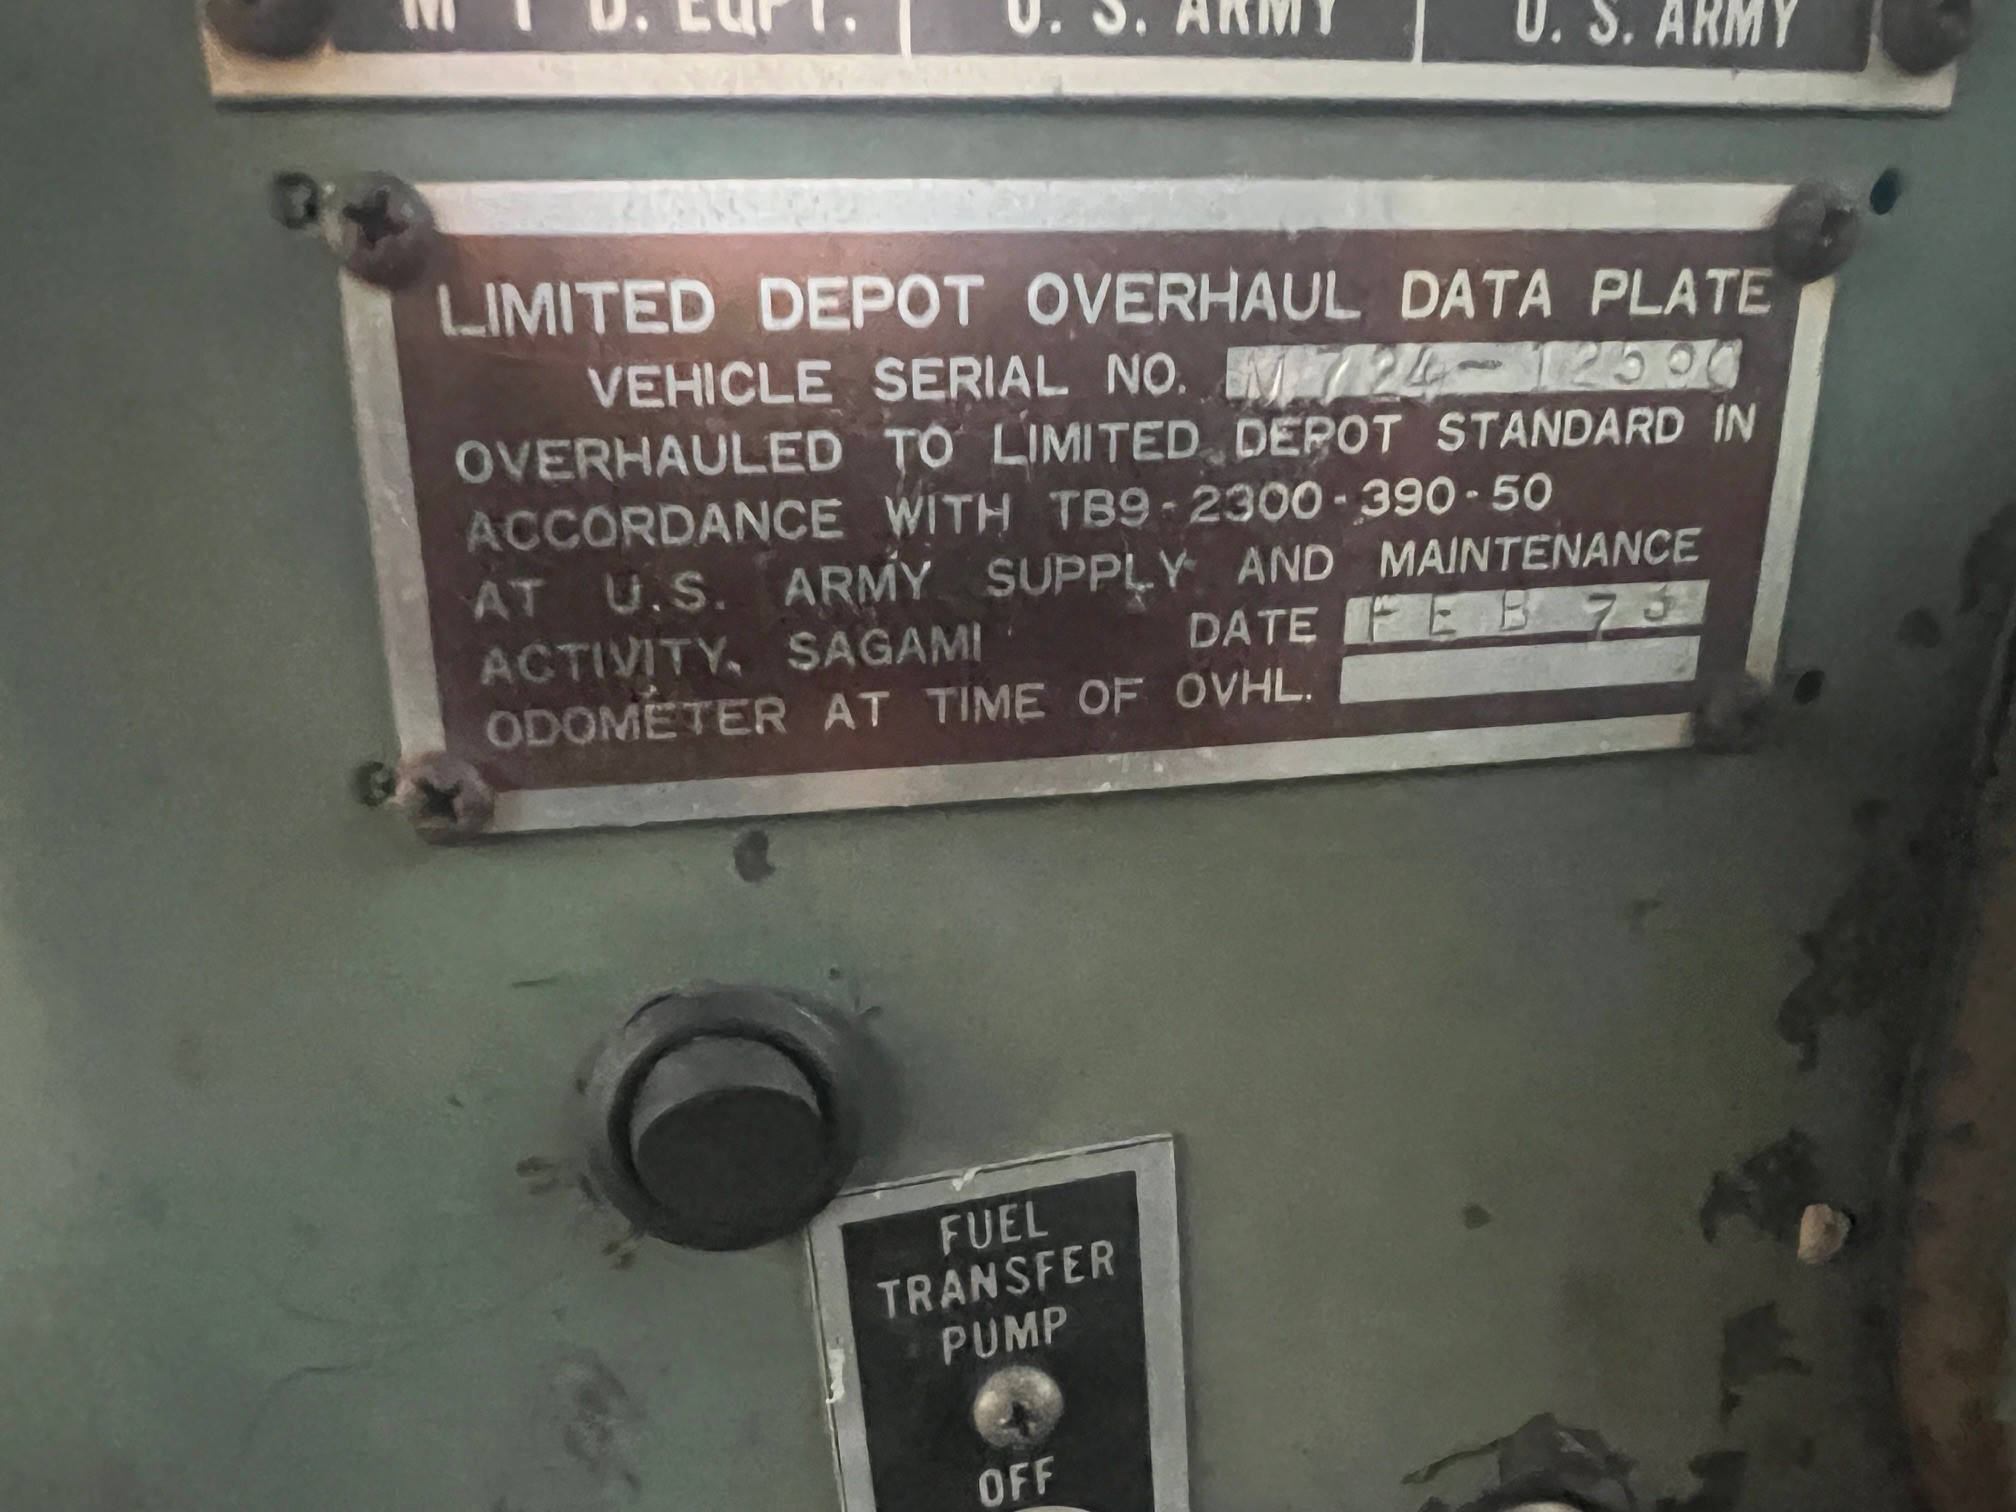 D. EQPT. U. S. ARMY U. S. ARMY
LIMITED DEPOT OVERHAUL DATA PLATE
VEHICLE SERIAL NO.
OVERHAULED TO LIMITED DEPOT STANDARD IN
ACCORDANCE WITH TB9-2300-390-50
AT U.S. ARMY SUPPLY AND MAINTENANCE
ACTIVITY, SAGAMI DATE FEB 73
ODOMETER AT TIME OF OVHL.
FUEL
TRANSFER
PUMP
OFF